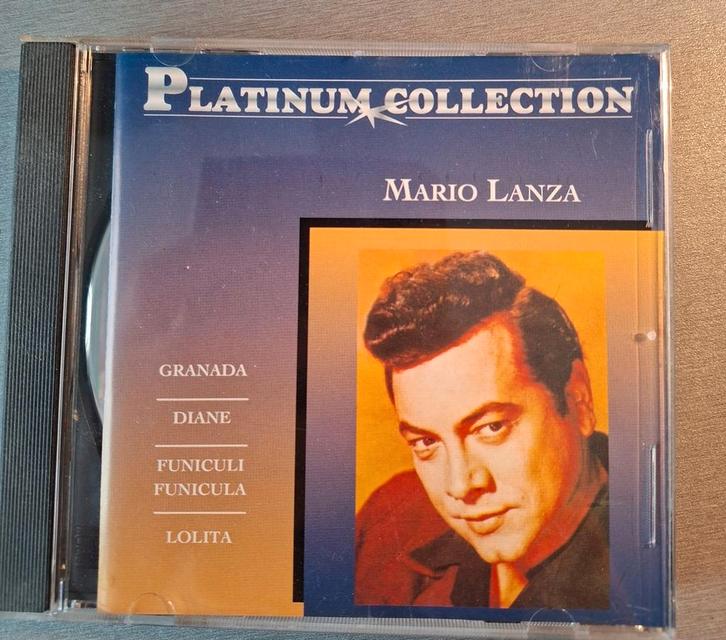 PLATINUM COLLECTION
MARIO LANZA
GRANADA
DIANE
FUNICULI
FUNICULA
LOLITA